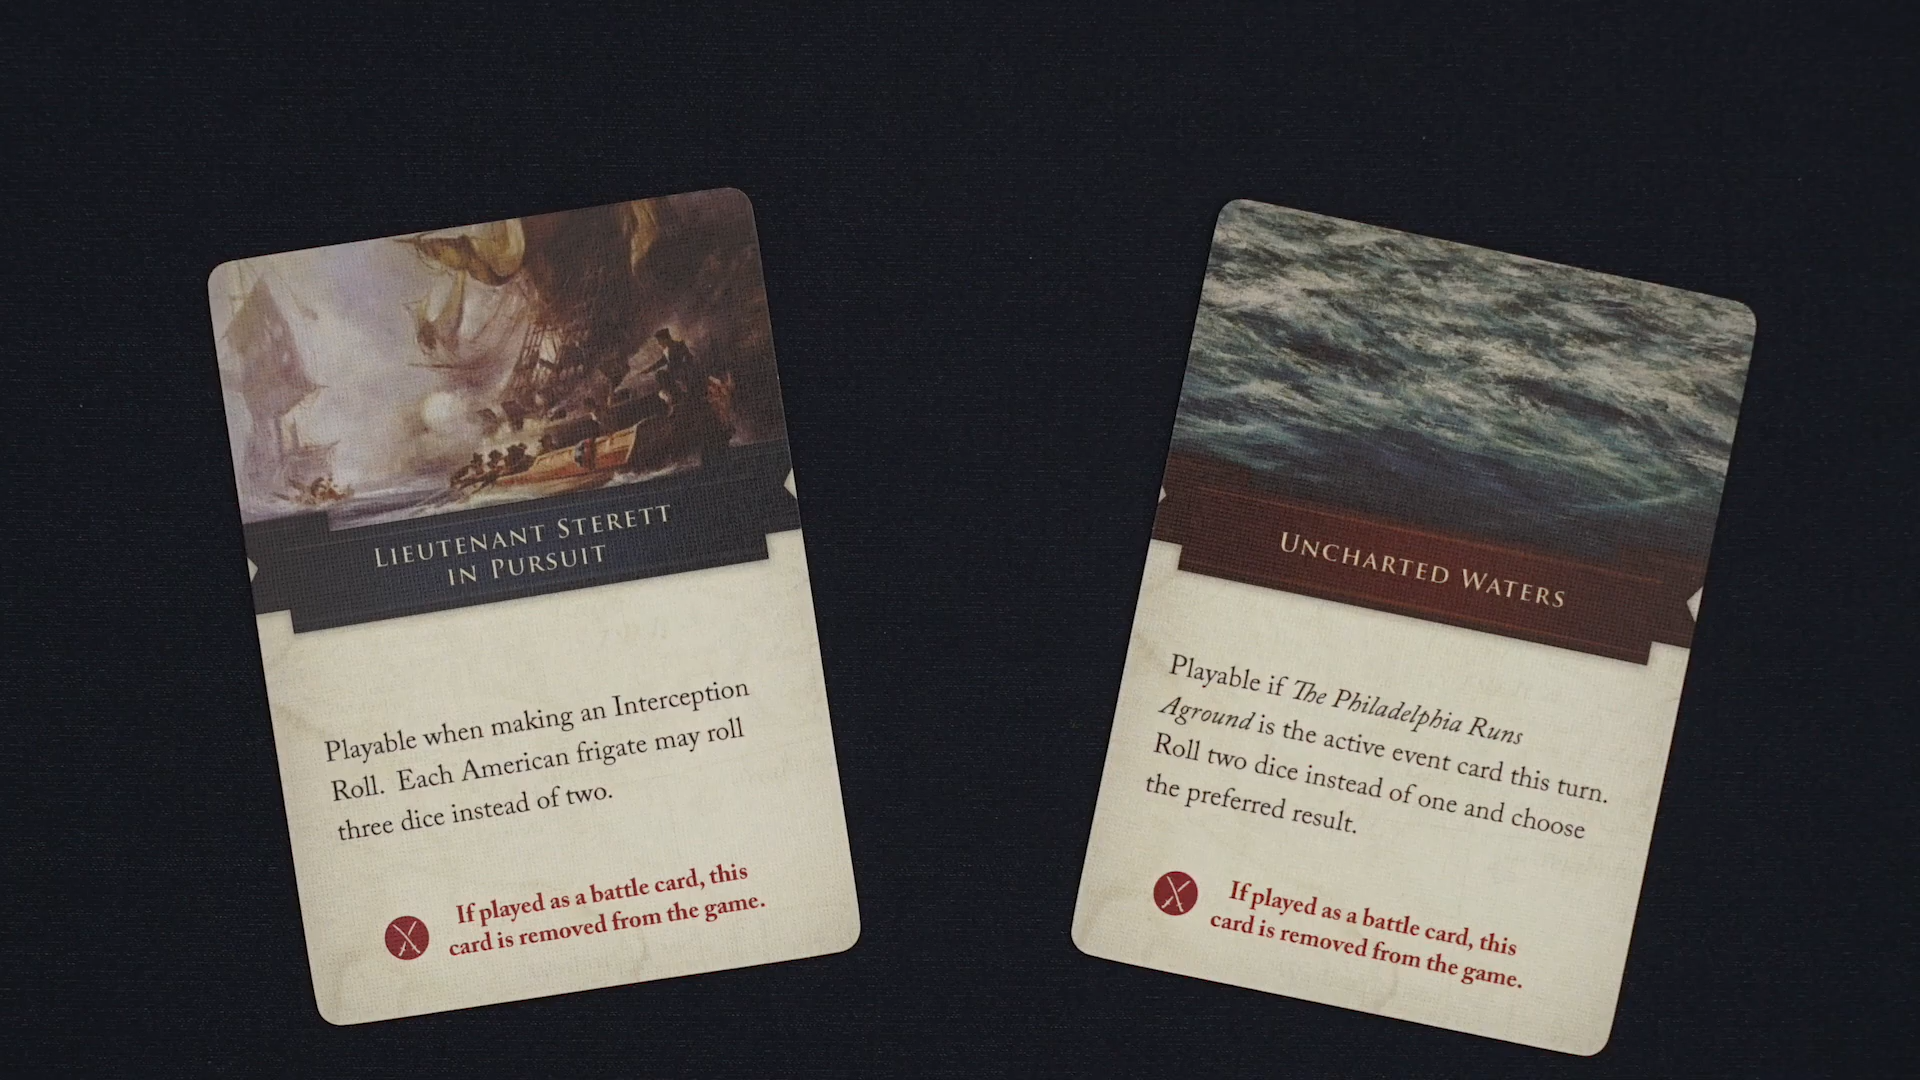 LIEUTENANT STERETT
IN PURSUIT
Playable when making an Interception
Roll. Each American frigate may roll
three dice instead of two.
If played as a battle card, this
card is removed from the game.
UNCHARTED WATERS
Playable if The Philadelphia Runs
Aground is the active event card this turn.
Roll two dice instead of one and choose
the preferred result.
If played as a battle card, this
card is removed from the game.